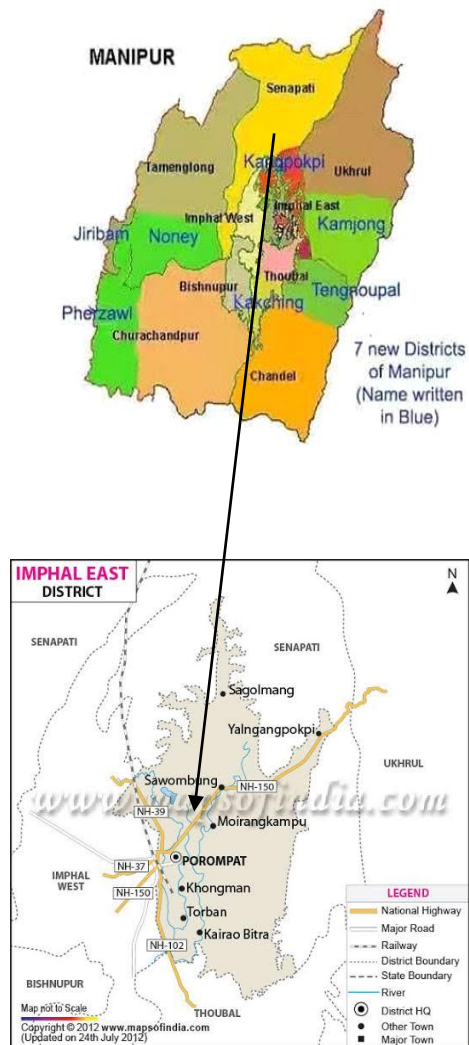 MANIPUR
Senapati
Kangpokpi
Tamenglong
Ukhrul
Imphal East
Imphal West
Jiribam
Noney
Kamjong
Thoubal
Bishnupur
Kakching
Tengnoupal
Pherzawl
Churachandpur
Chandel
7 new Districts
of Manipur
(Name written
in Blue)
IMPHAL EAST
DISTRICT
N
SENAPATI
SENAPATI
Sagolmang
Yalngangpokpi
UKHRUL
Sawombung
NH-150
www.mapsofindia.com
NH-39
Moirangkampu
NH-37
POROMPAT
IMPHAL
WEST
NH-150
Khongman
Torban
Kairao Bitra
NH-102
BISHNUPUR
THOUBAL
LEGEND
National Highway
Major Road
Railway
District Boundary
State Boundary
River
District HQ
Other Town
Major Town
Map not to Scale
Copyright © 2012 www.mapsofindia.com
(Updated on 24th July 2012)